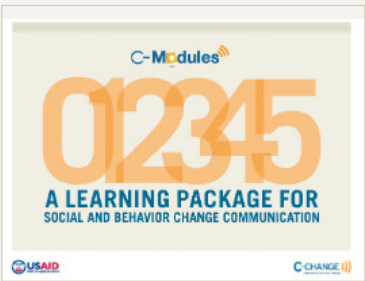 C-Modules
012345
A LEARNING PACKAGE FOR
SOCIAL AND BEHAVIOR CHANGE COMMUNICATION
USAID
C-CHANGE